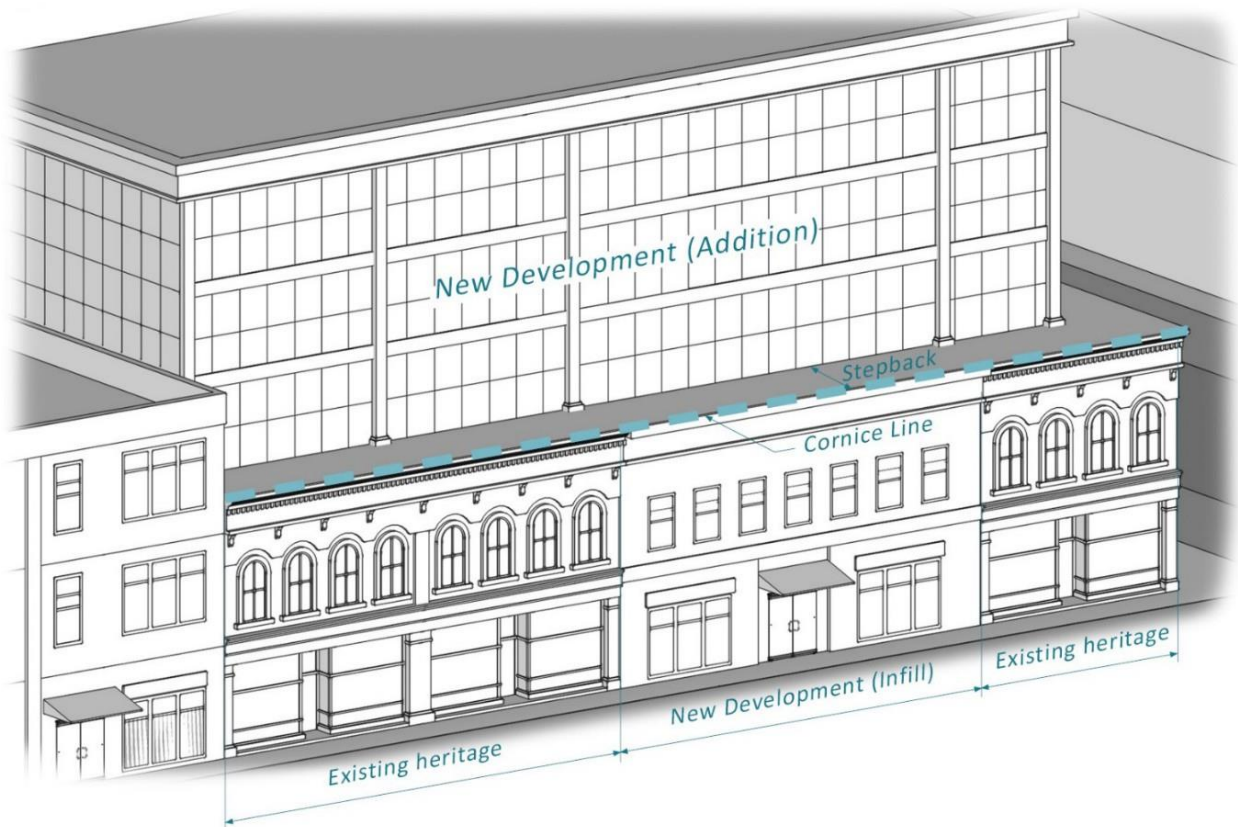 New Development (Addition)
Stepback
Cornice Line
Existing heritage
New Development (Infill)
Existing heritage